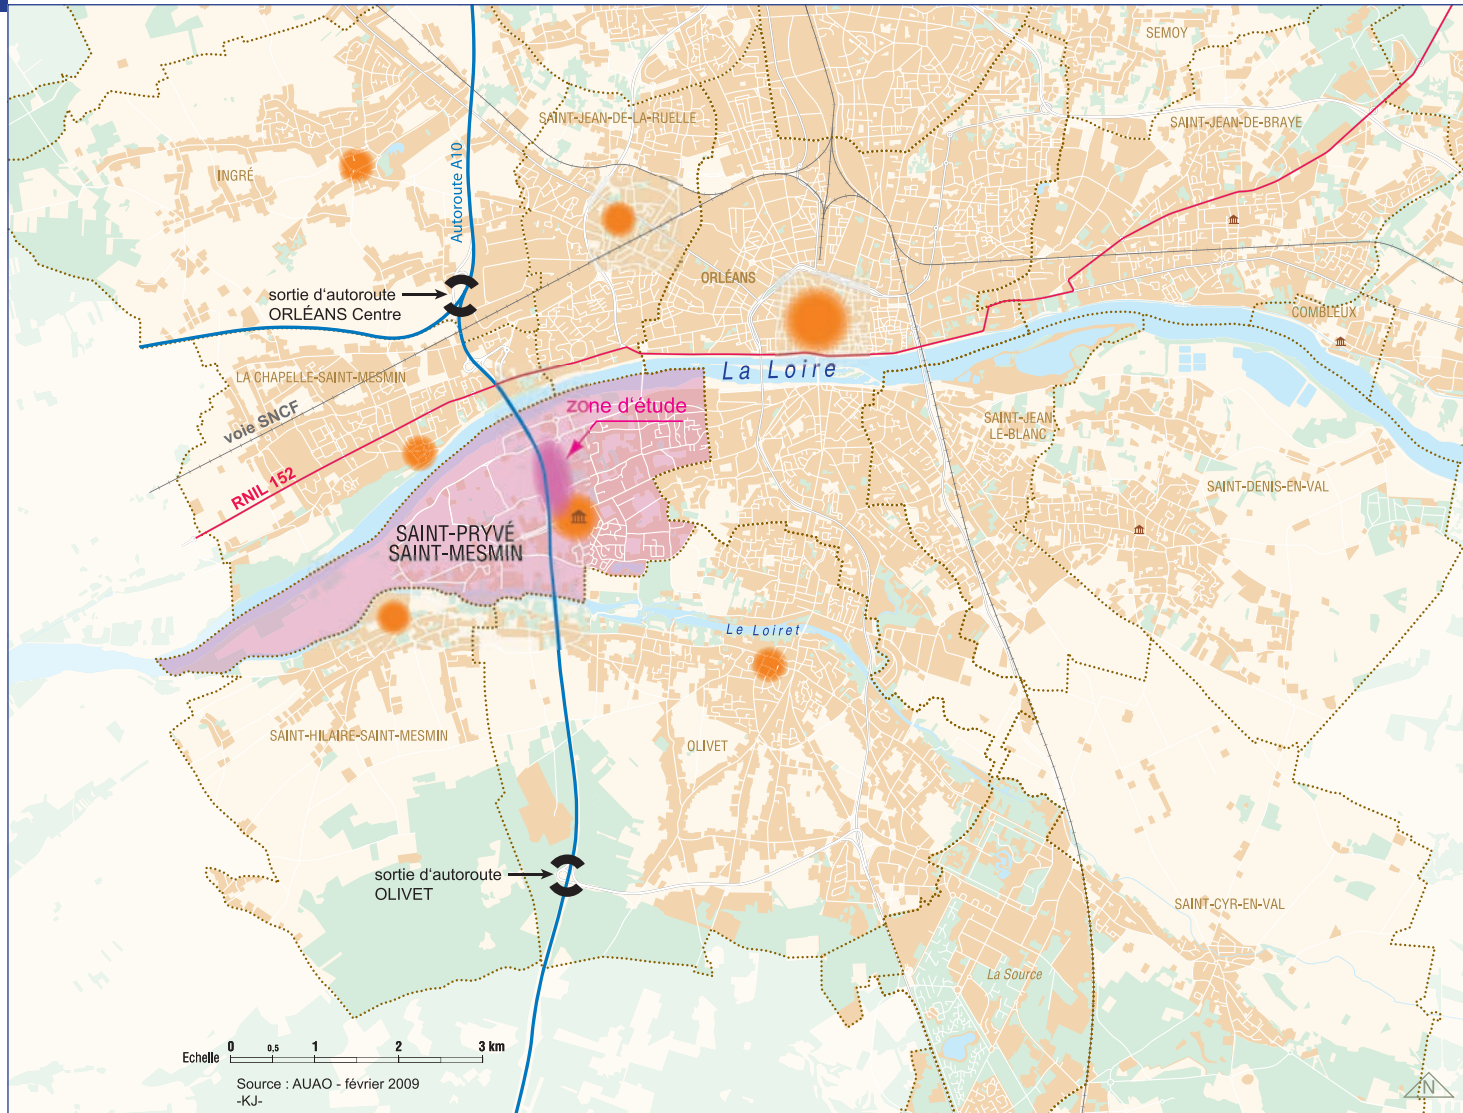 SEMOY
SAINT-JEAN-DE-LA-RUELLE
SAINT-JEAN-DE-BRAYE
INGRÉ
Autoroute A10
ORLÉANS
sortie d'autoroute
ORLÉANS Centre
COMBLEUX
La Loire
LA CHAPELLE-SAINT-MESMIN
voie SNCF
zone d'étude
SAINT-JEAN
LE-BLANC
RNIL 152
SAINT-DENIS-EN-VAL
SAINT-PRYVÉ
SAINT-MESMIN
Le Loiret
SAINT-HILAIRE-SAINT-MESMIN
OLIVET
sortie d'autoroute
OLIVET
SAINT-CYR-EN-VAL
La Source
Echelle
0 0,5 1 2 3 km
Source : AUAO - février 2009
-KJ-
N